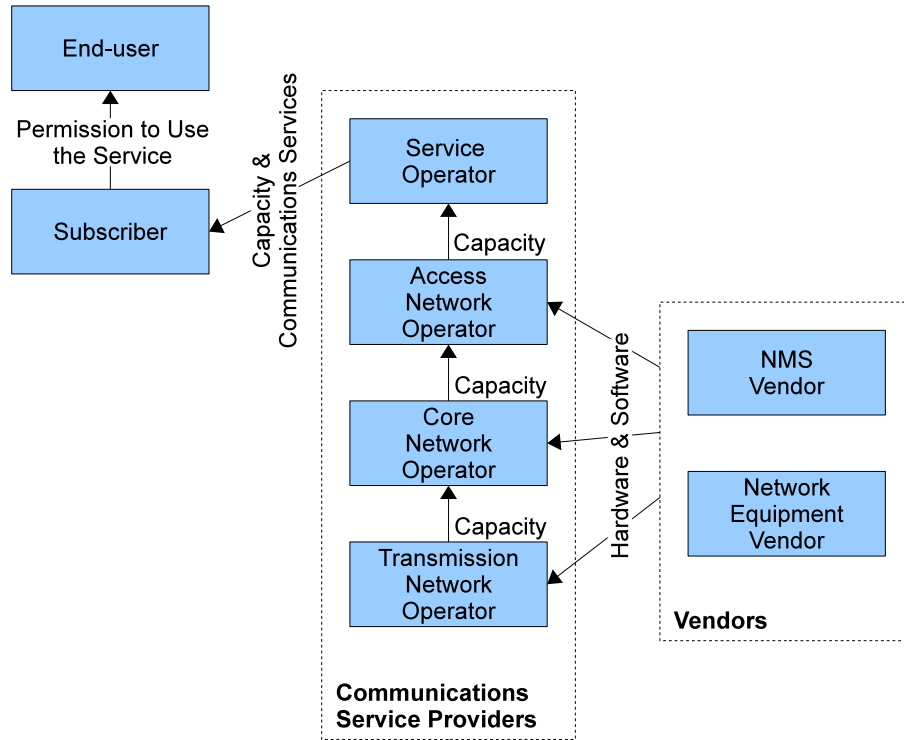 End-user
Permission to Use
the Service
Subscriber
Capacity &
Communications Services
Service
Operator
Capacity
Access
Network
Operator
Capacity
Core
Network
Operator
Capacity
Transmission
Network
Operator
Communications
Service Providers
Hardware & Software
NMS
Vendor
Network
Equipment
Vendor
Vendors